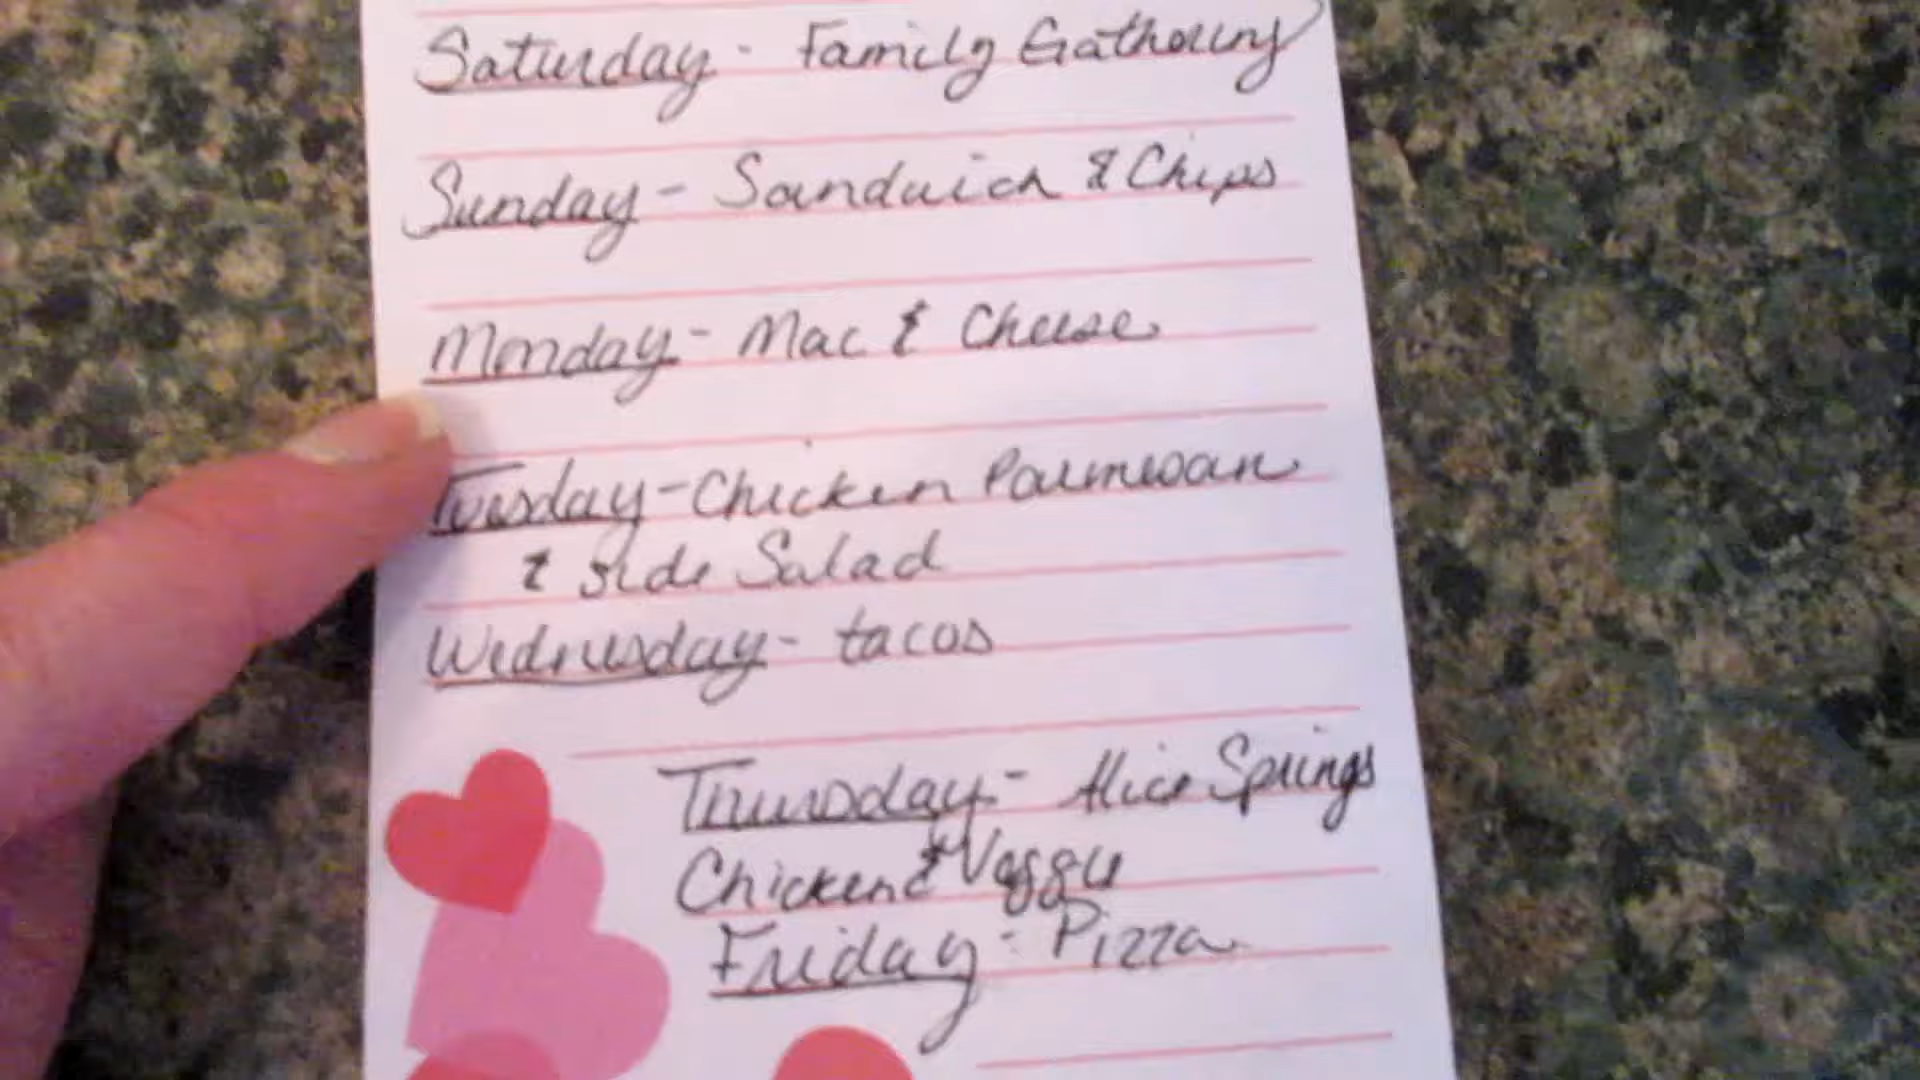 Saturday - Family Gathering
Sunday - Sandwich & Chips
Monday - Mac & Cheese
Tuesday - Chicken Parmesan
& side Salad
Wednesday - tacos
Thursday - Alice Springs
Chicken & Veggie
Friday - Pizza